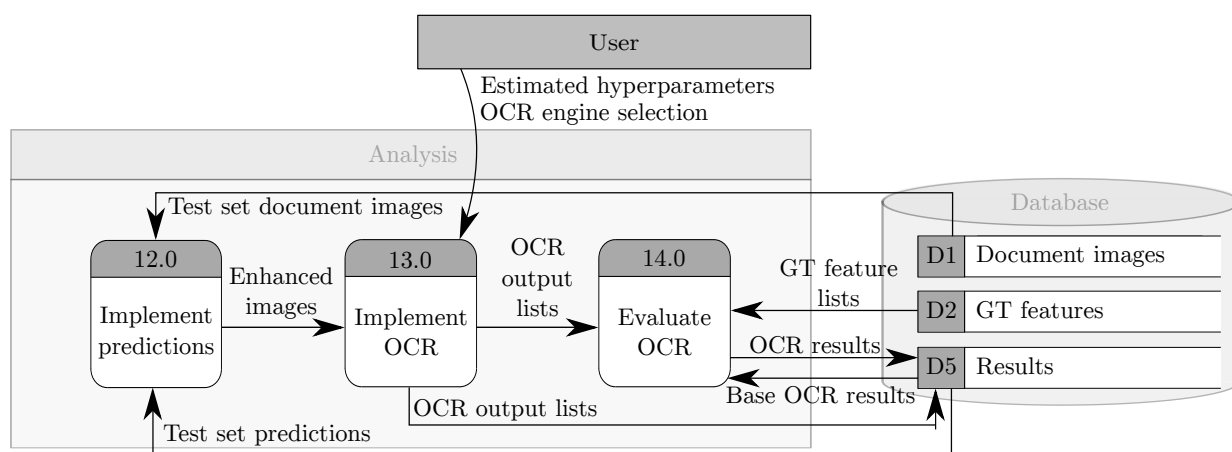 User
Estimated hyperparameters
OCR engine selection
Analysis
Test set document images
Database
12.0
Implement
predictions
Enhanced
images
13.0
Implement
OCR
OCR
output
lists
14.0
Evaluate
OCR
GT feature
lists
D1 Document images
D2 GT features
OCR results
D5 Results
Base OCR results
OCR output lists
Test set predictions